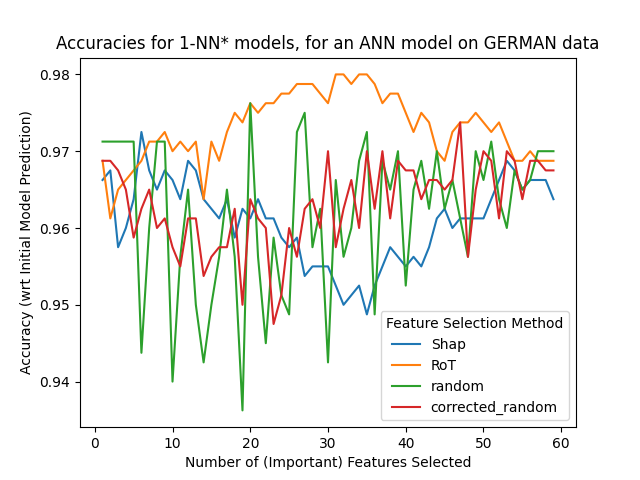 Accuracies for 1-NN* models, for an ANN model on GERMAN data
Accuracy (wrt Initial Model Prediction)
0.98
0.97
0.96
0.95
0.94
Feature Selection Method
Shap
RoT
random
corrected_random
0 10 20 30 40 50 60
Number of (Important) Features Selected